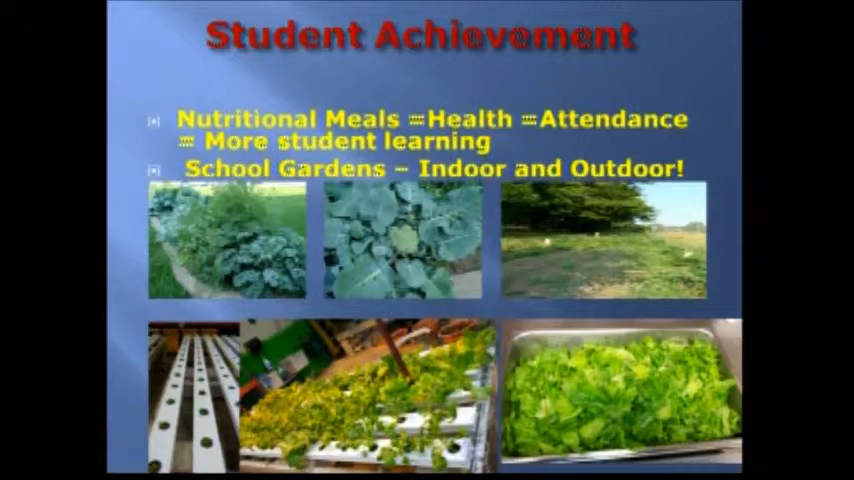 Student Achievement
Nutritional Meals =Health =Attendance
= More student learning
School Gardens – Indoor and Outdoor!